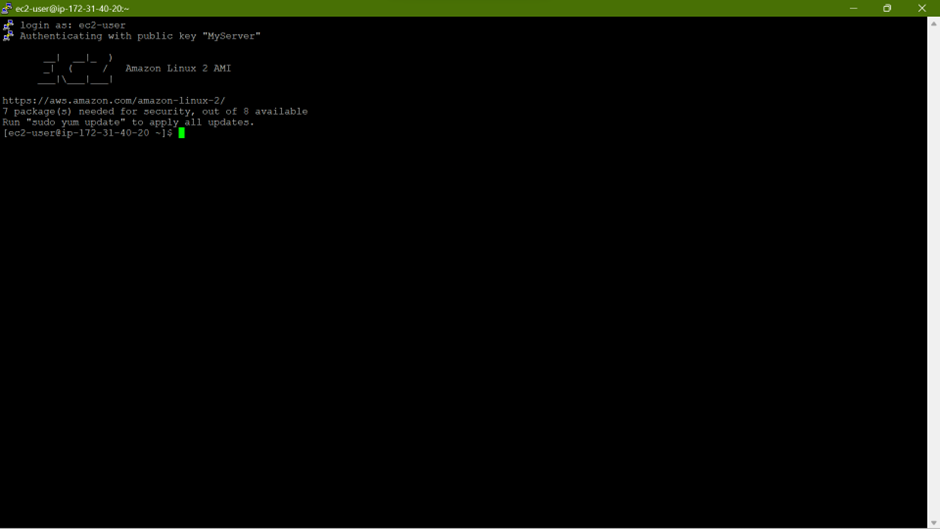 ec2-user@ip-172-31-40-20:~
login as: ec2-user
Authenticating with public key "MyServer"
       __|  __|_  )
       _|  (     /   Amazon Linux 2 AMI
      ___|\___|___|
https://aws.amazon.com/amazon-linux-2/
7 package(s) needed for security, out of 8 available
Run "sudo yum update" to apply all updates.
[ec2-user@ip-172-31-40-20 ~]$